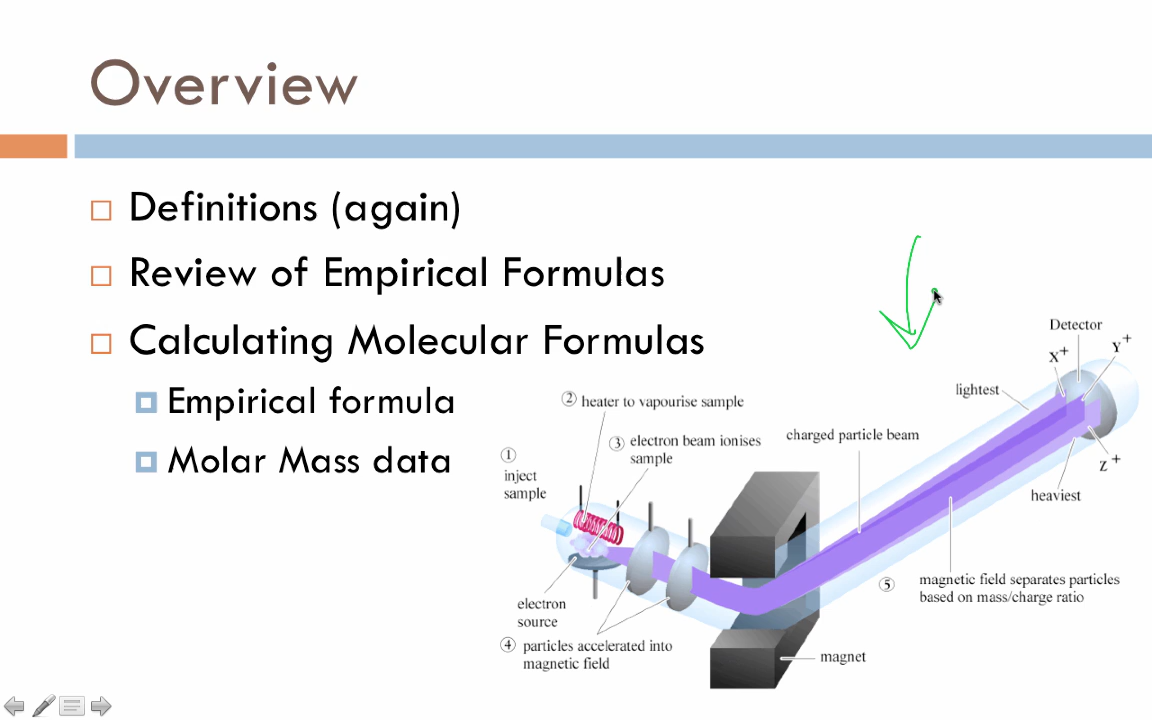 Overview
Definitions (again)
Review of Empirical Formulas
Calculating Molecular Formulas
Empirical formula
Molar Mass data
① inject
sample
② heater to vapourise sample
③ electron beam ionises
sample
electron
source
④ particles accelerated into
magnetic field
magnet
charged particle beam
⑤ magnetic field separates particles
based on mass/charge ratio
lightest
heaviest
Detector
X+
Y+
Z+